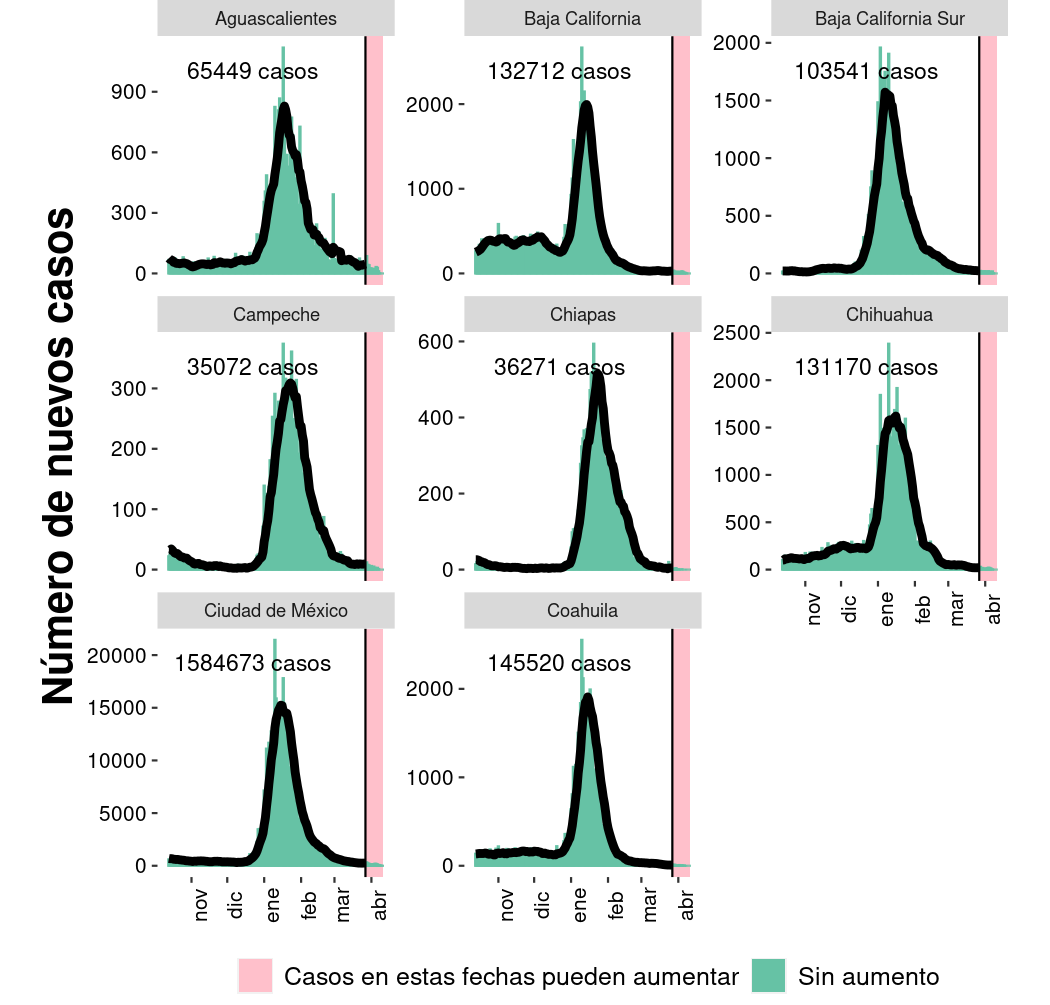 Número de nuevos casos
Aguascalientes
65449 casos
900
600
300
0
Baja California
132712 casos
2000
1000
0
Baja California Sur
103541 casos
2000
1500
1000
500
0
Campeche
35072 casos
300
200
100
0
Chiapas
36271 casos
600
400
200
0
Chihuahua
131170 casos
2500
2000
1500
1000
500
0
nov
dic
ene
feb
mar
abr
Ciudad de México
1584673 casos
20000
15000
10000
5000
0
nov
dic
ene
feb
mar
abr
Coahuila
145520 casos
2000
1000
0
nov
dic
ene
feb
mar
abr
Casos en estas fechas pueden aumentar
Sin aumento